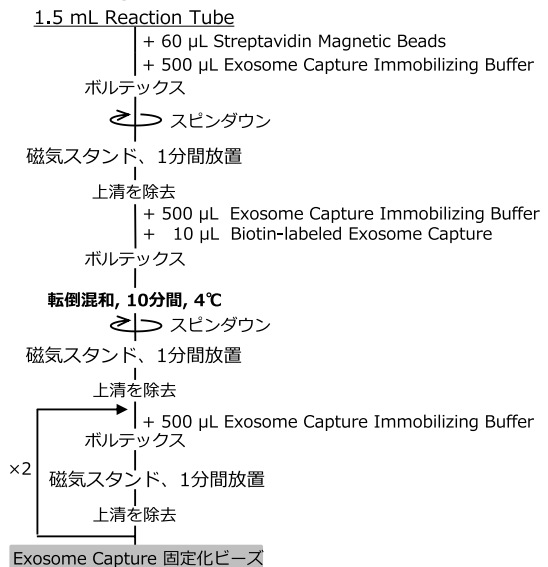 1.5 mL Reaction Tube
+ 60 µL Streptavidin Magnetic Beads
+ 500 µL Exosome Capture Immobilizing Buffer
ボルテックス
スピンダウン
磁気スタンド、1分間放置
上清を除去
+ 500 µL Exosome Capture Immobilizing Buffer
+ 10 µL Biotin-labeled Exosome Capture
ボルテックス
転倒混和, 10分間, 4℃
スピンダウン
磁気スタンド、1分間放置
上清を除去
+ 500 µL Exosome Capture Immobilizing Buffer
ボルテックス
×2
磁気スタンド、1分間放置
上清を除去
Exosome Capture 固定化ビーズ